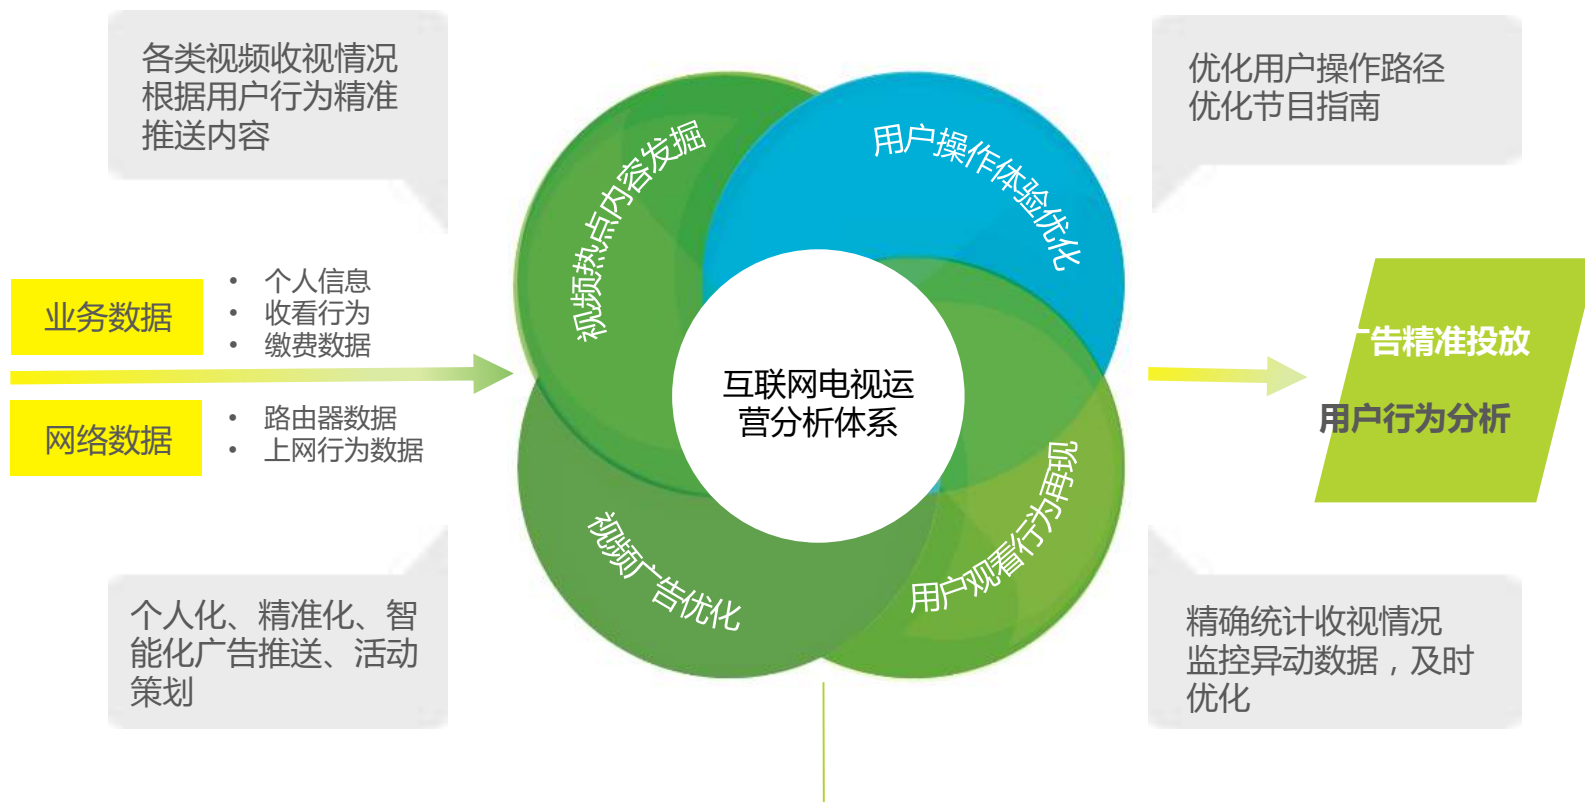 各类视频收视情况
根据用户行为精准
推送内容
优化用户操作路径
优化节目指南
视频热点内容发掘
用户操作体验优化
业务数据
• 个人信息
• 收看行为
• 缴费数据
网络数据
• 路由器数据
• 上网行为数据
互联网电视运
营分析体系
广告精准投放
用户行为分析
视频广告优化
用户观看行为再现
个人化、精准化、智
能化广告推送、活动
策划
精确统计收视情况
监控异动数据，及时
优化